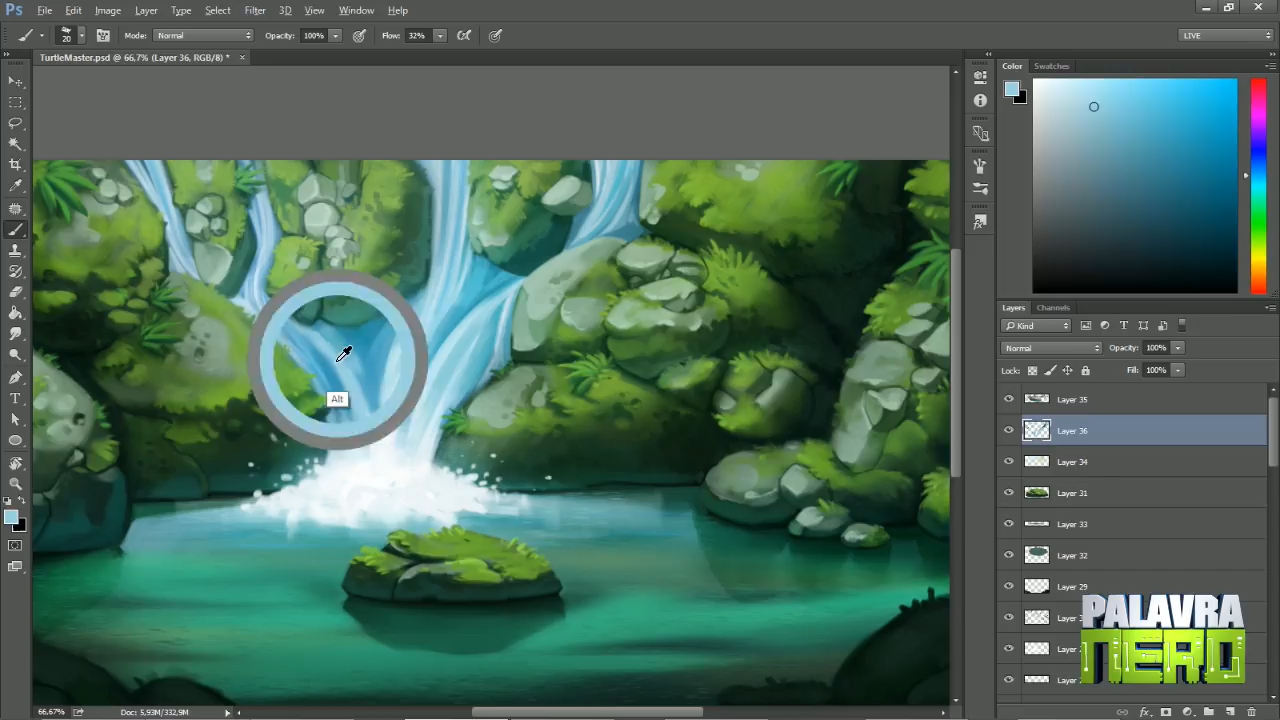 Ps File Edit Image Layer Type Select Filter 3D View Window Help
20 Mode: Normal Opacity: 100% Flow: 32% LIVE
TurtleMaster.psd @ 66,7% (Layer 36, RGB/8) * ×
Color Swatches
Layers Channels
Kind
Normal Opacity: 100%
Lock: Fill: 100%
Layer 35
Layer 36
Layer 34
Layer 31
Layer 33
Layer 32
Layer 29
Alt
PALAVRA
NERD
66,67% Doc: 5,93M/332,9M